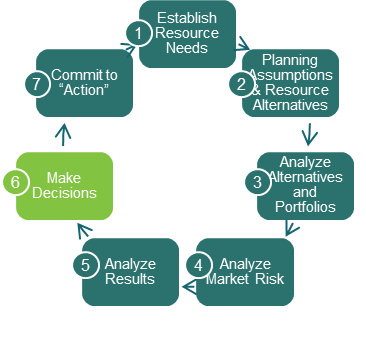 1
Establish
Resource
Needs
2
Planning
Assumptions
& Resource
Alternatives
3
Analyze
Alternatives
and
Portfolios
4
Analyze
Market Risk
5
Analyze
Results
6
Make
Decisions
7
Commit to
“Action”